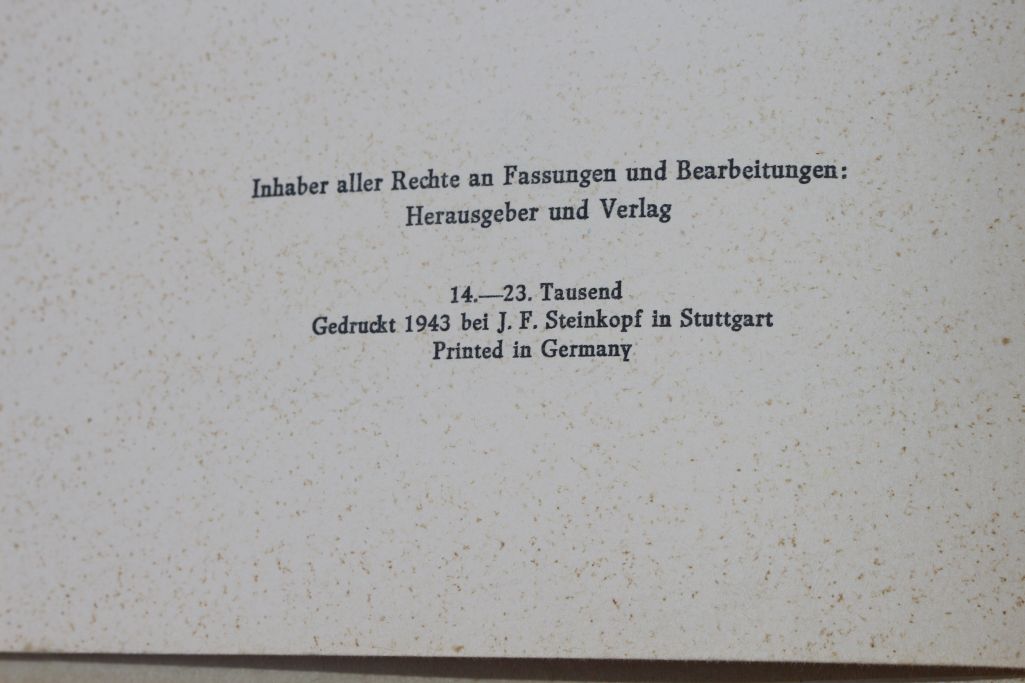 Inhaber aller Rechte an Fassungen und Bearbeitungen:
Herausgeber und Verlag
14.—23. Tausend
Gedruckt 1943 bei J. F. Steinkopf in Stuttgart
Printed in Germany